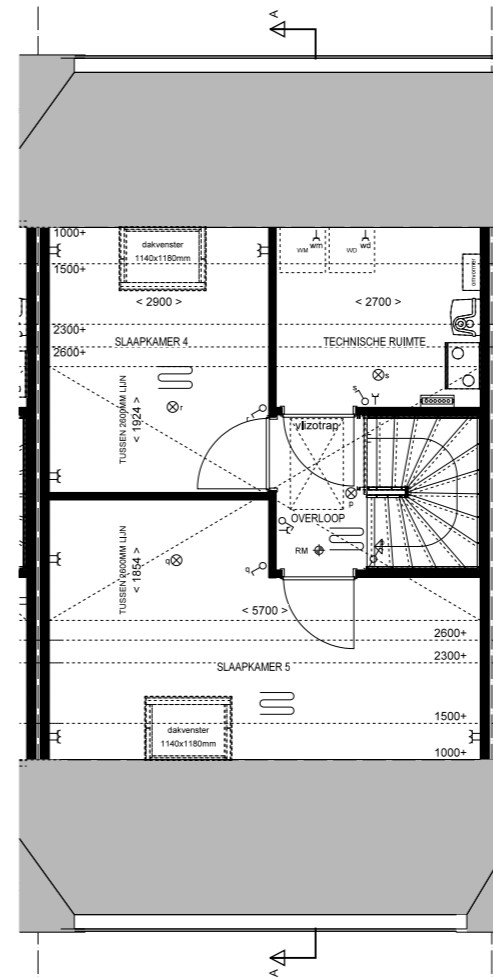 A
1000+
1500+
2300+
2600+
dakvenster
1140x1180mm
WM
wm
WD
wd
omvormer
< 2900 >
< 2700 >
SLAAPKAMER 4
TECHNISCHE RUIMTE
s
s
r
r
TUSSEN 2600MM LIJN
< 1924 >
vlizotrap
p
OVERLOOP
RM
TUSSEN 2600MM LIJN
< 1854 >
q
q
< 5700 >
2600+
2300+
SLAAPKAMER 5
1500+
1000+
dakvenster
1140x1180mm
A